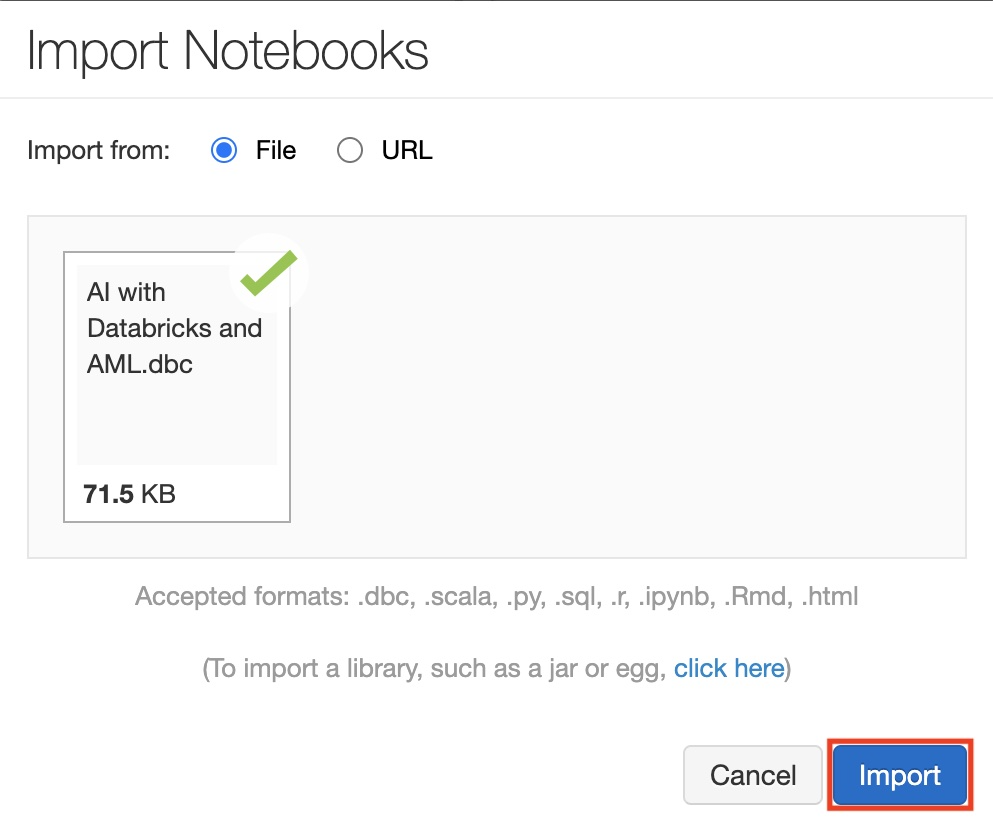 Import Notebooks
Import from: File URL
AI with
Databricks and
AML.dbc
71.5 KB
Accepted formats: .dbc, .scala, .py, .sql, .r, .ipynb, .Rmd, .html
(To import a library, such as a jar or egg, click here)
Cancel Import